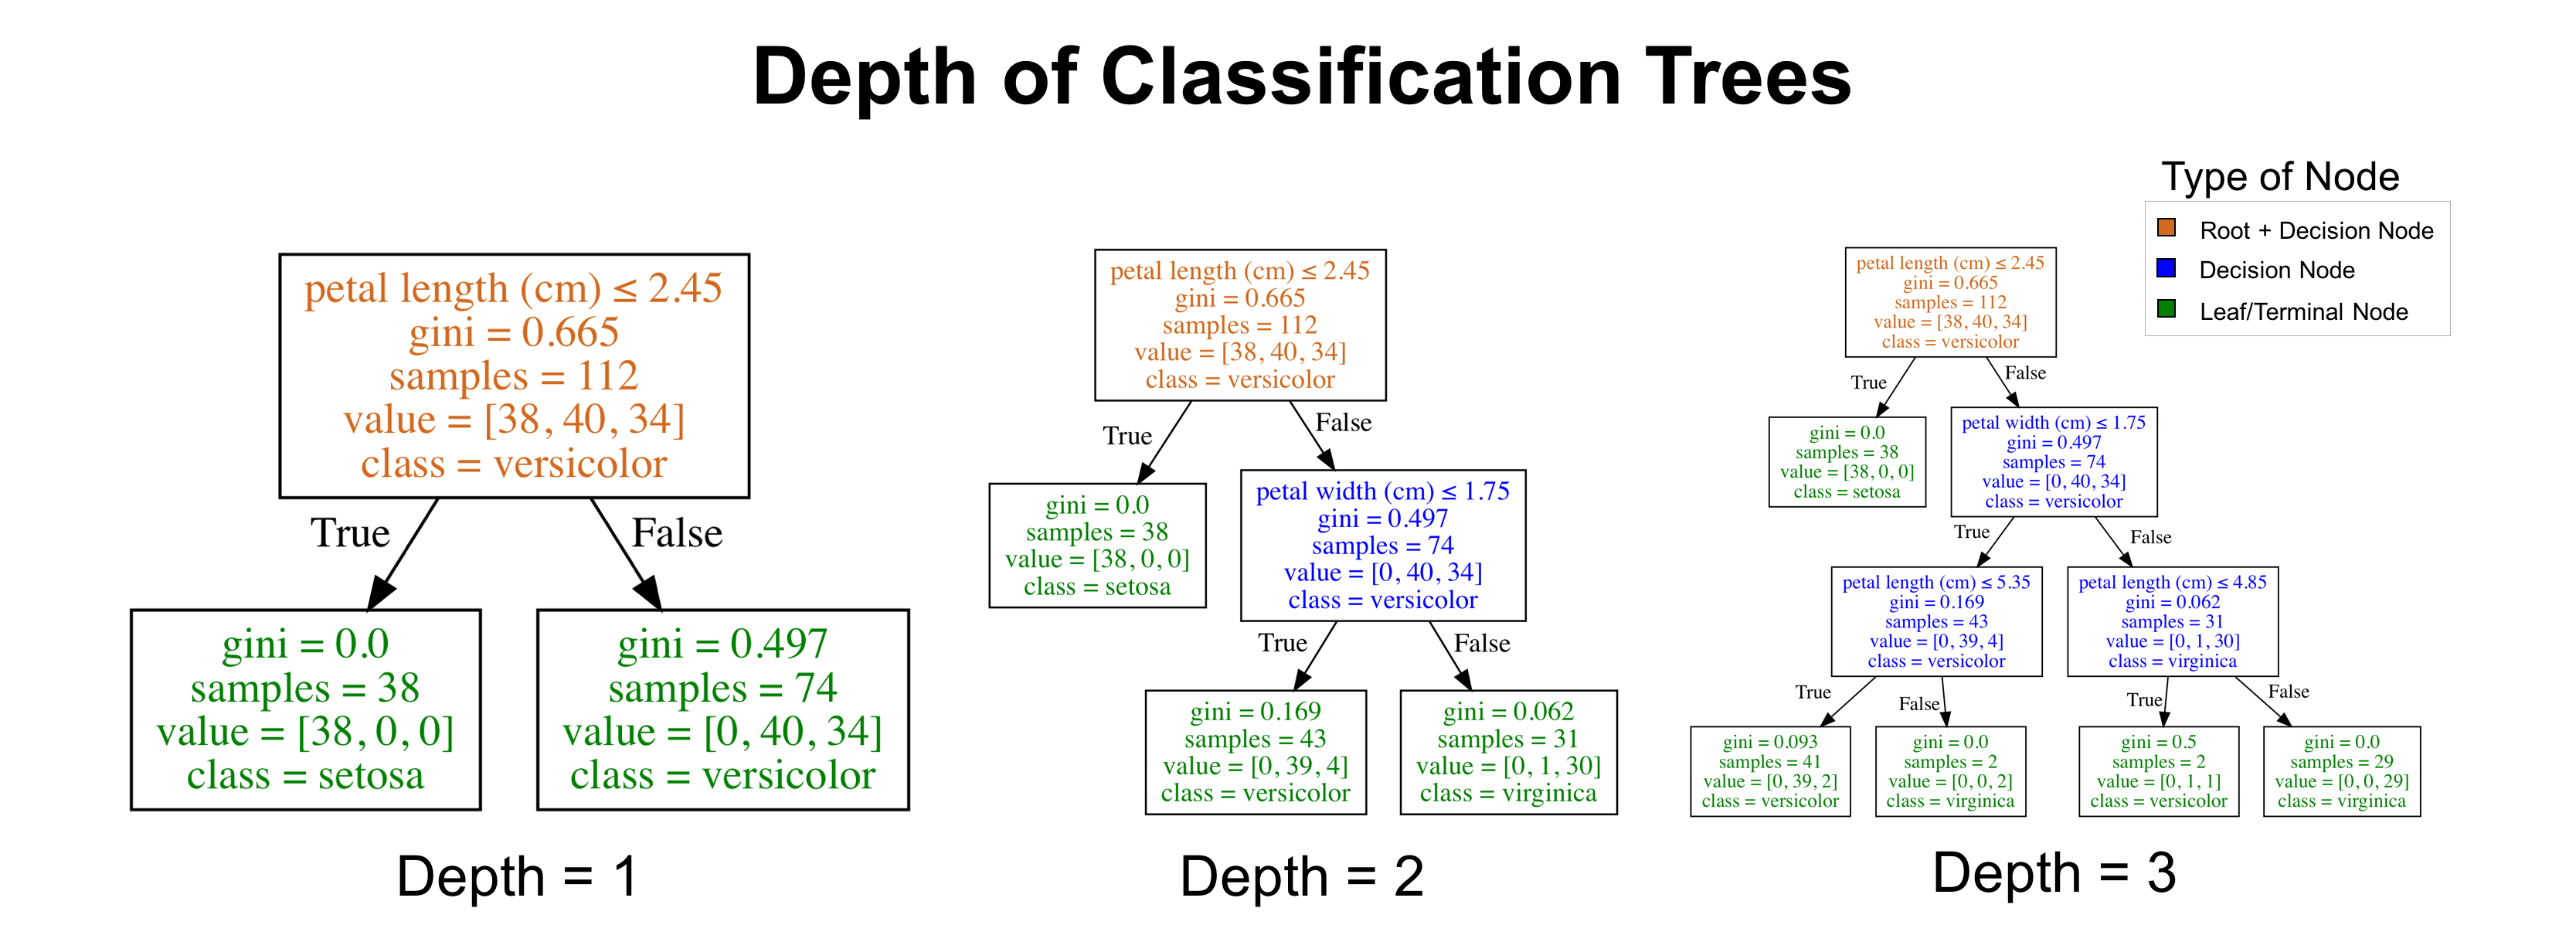 Depth of Classification Trees
Type of Node
Root + Decision Node
Decision Node
Leaf/Terminal Node
petal length (cm) ≤ 2.45
gini = 0.665
samples = 112
value = [38, 40, 34]
class = versicolor
True
False
gini = 0.0
samples = 38
value = [38, 0, 0]
class = setosa
gini = 0.497
samples = 74
value = [0, 40, 34]
class = versicolor
Depth = 1
petal length (cm) ≤ 2.45
gini = 0.665
samples = 112
value = [38, 40, 34]
class = versicolor
True
False
gini = 0.0
samples = 38
value = [38, 0, 0]
class = setosa
petal width (cm) ≤ 1.75
gini = 0.497
samples = 74
value = [0, 40, 34]
class = versicolor
True
False
gini = 0.169
samples = 43
value = [0, 39, 4]
class = versicolor
gini = 0.062
samples = 31
value = [0, 1, 30]
class = virginica
Depth = 2
petal length (cm) ≤ 2.45
gini = 0.665
samples = 112
value = [38, 40, 34]
class = versicolor
True
False
gini = 0.0
samples = 38
value = [38, 0, 0]
class = setosa
petal width (cm) ≤ 1.75
gini = 0.497
samples = 74
value = [0, 40, 34]
class = versicolor
True
False
petal length (cm) ≤ 5.35
gini = 0.169
samples = 43
value = [0, 39, 4]
class = versicolor
petal length (cm) ≤ 4.85
gini = 0.062
samples = 31
value = [0, 1, 30]
class = virginica
True
False
True
False
gini = 0.093
samples = 41
value = [0, 39, 2]
class = versicolor
gini = 0.0
samples = 2
value = [0, 0, 2]
class = virginica
gini = 0.5
samples = 2
value = [0, 1, 1]
class = versicolor
gini = 0.0
samples = 29
value = [0, 0, 29]
class = virginica
Depth = 3